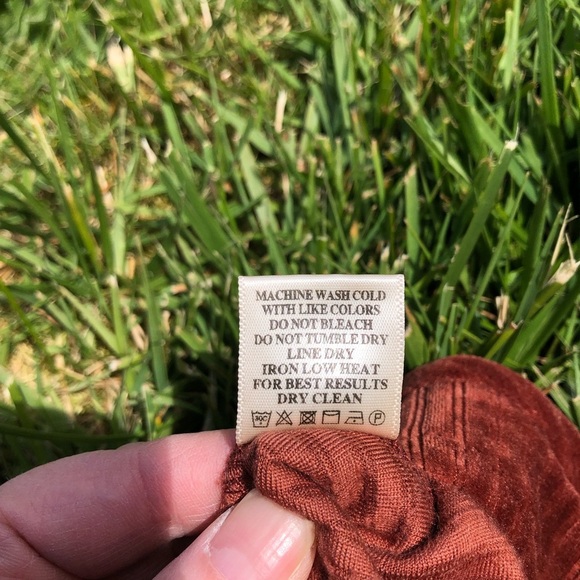 MACHINE WASH COLD
WITH LIKE COLORS
DO NOT BLEACH
DO NOT TUMBLE DRY
LINE DRY
IRON LOW HEAT
FOR BEST RESULTS
DRY CLEAN
30C P